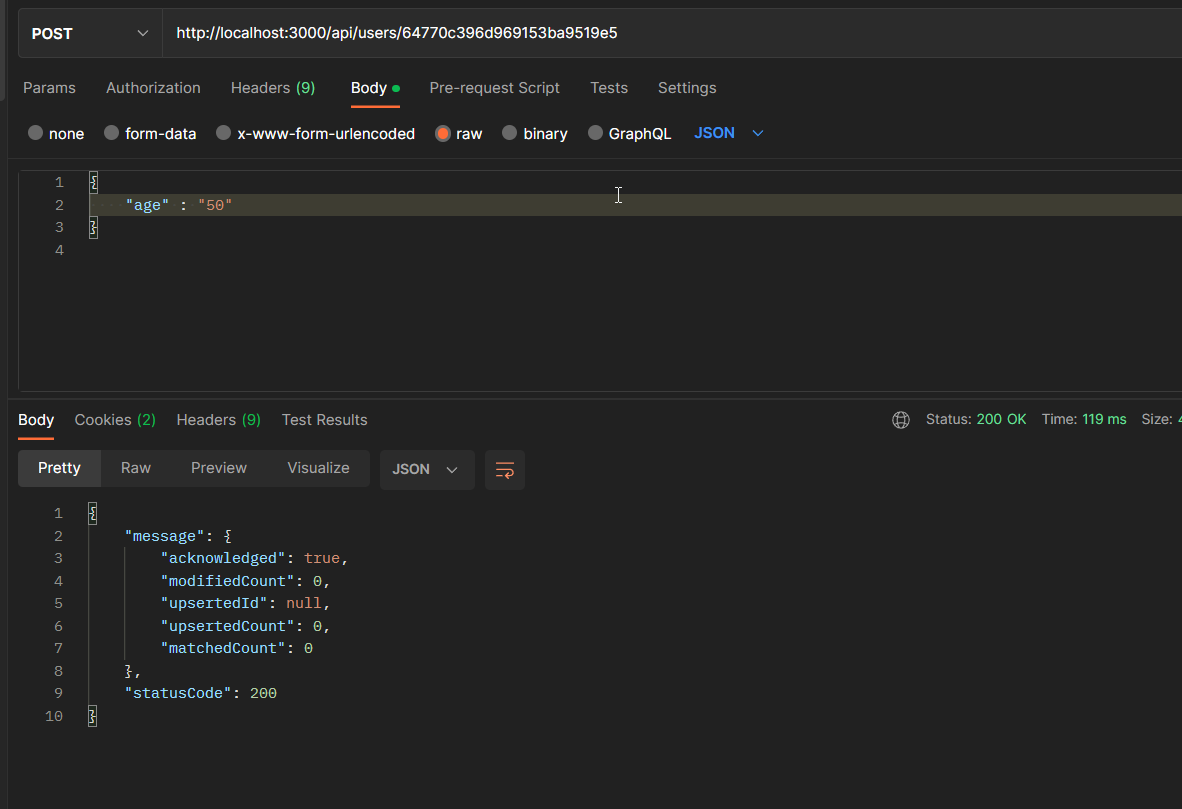 POST http://localhost:3000/api/users/64770c396d969153ba9519e5
Params Authorization Headers (9) Body Pre-request Script Tests Settings
none form-data x-www-form-urlencoded raw binary GraphQL JSON
1 {
2 "age" : "50"
3 }
4
Body Cookies (2) Headers (9) Test Results Status: 200 OK Time: 119 ms Size:
Pretty Raw Preview Visualize JSON
1 {
2 "message": {
3 "acknowledged": true,
4 "modifiedCount": 0,
5 "upsertedId": null,
6 "upsertedCount": 0,
7 "matchedCount": 0
8 },
9 "statusCode": 200
10 }